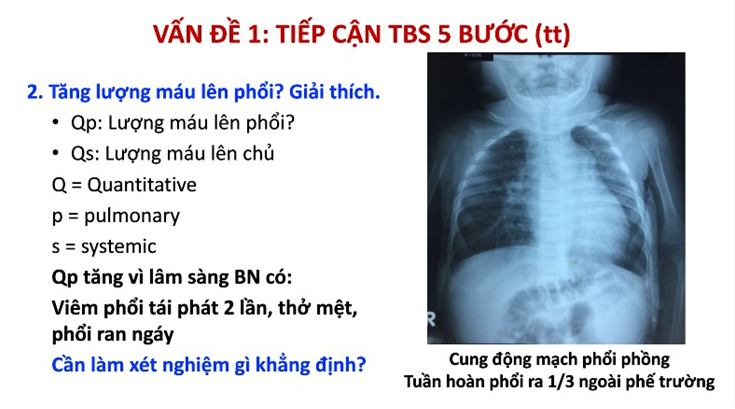 VẤN ĐỀ 1: TIẾP CẬN TBS 5 BƯỚC (tt)
2. Tăng lượng máu lên phổi? Giải thích.
• Qp: Lượng máu lên phổi?
• Qs: Lượng máu lên chủ
Q = Quantitative
p = pulmonary
s = systemic
Qp tăng vì lâm sàng BN có:
Viêm phổi tái phát 2 lần, thở mệt,
phổi ran ngáy
Cần làm xét nghiệm gì khẳng định?
R
Cung động mạch phổi phồng
Tuần hoàn phổi ra 1/3 ngoài phế trường